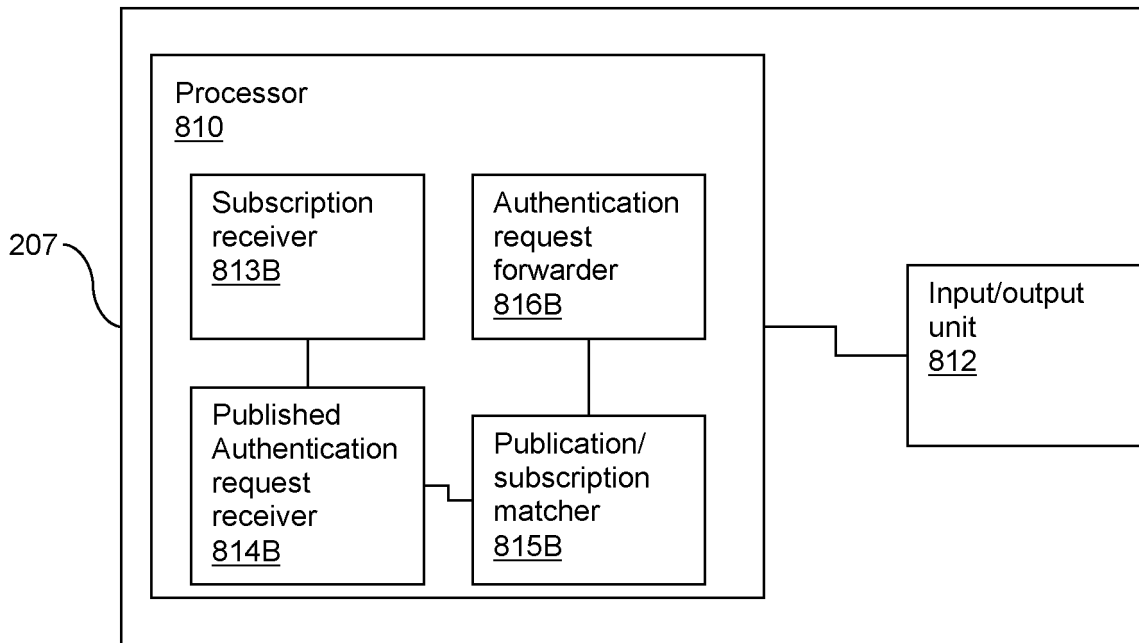 Processor
810
Subscription
receiver
813B
Authentication
request
forwarder
816B
207
Input/output
unit
812
Published
Authentication
request
receiver
814B
Publication/
subscription
matcher
815B